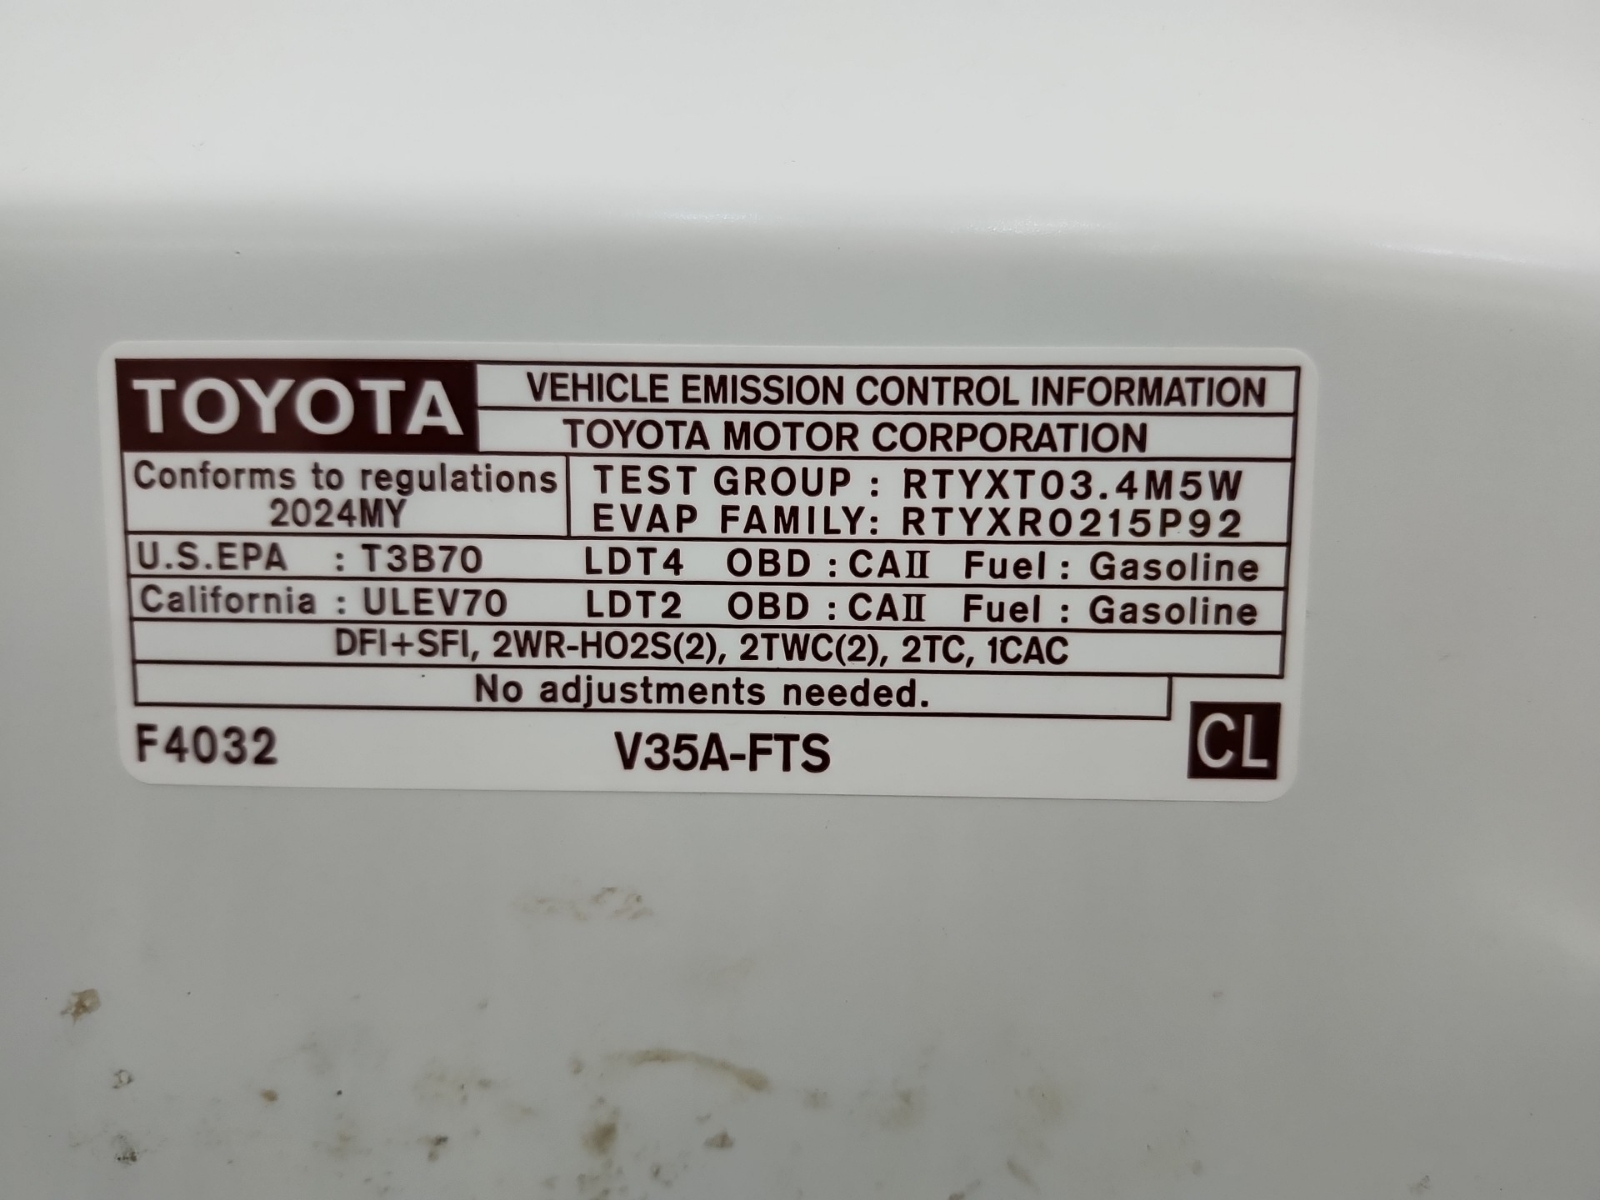 TOYOTA
VEHICLE EMISSION CONTROL INFORMATION
TOYOTA MOTOR CORPORATION
Conforms to regulations
2024MY
TEST GROUP : RTYXT03.4M5W
EVAP FAMILY: RTYXR0215P92
U.S.EPA : T3B70 LDT4 OBD : CAⅡ Fuel : Gasoline
California : ULEV70 LDT2 OBD : CAⅡ Fuel : Gasoline
DFI+SFI, 2WR-HO2S(2), 2TWC(2), 2TC, 1CAC
No adjustments needed.
F4032 V35A-FTS CL